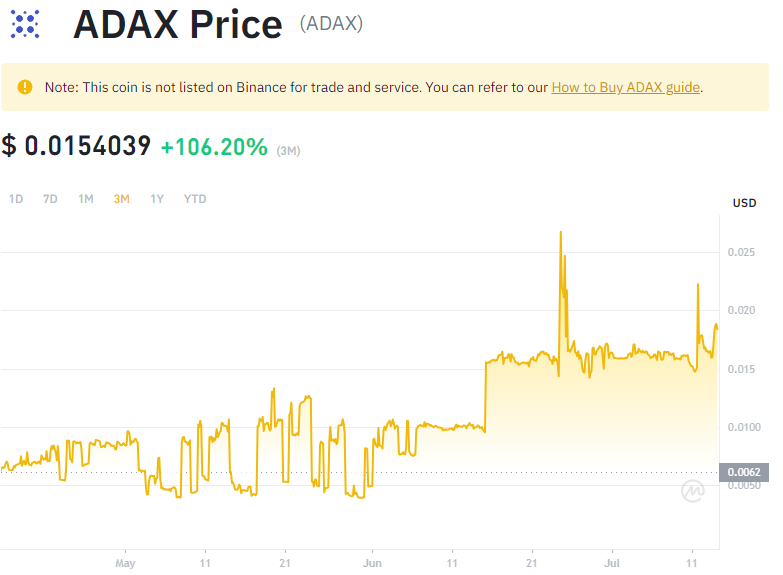 ADAX Price (ADAX)
Note: This coin is not listed on Binance for trade and service. You can refer to our How to Buy ADAX guide.
$ 0.0154039 +106.20% (3M)
1D 7D 1M 3M 1Y YTD
USD
0.025
0.020
0.015
0.0100
0.0062
0.0050
May 11 21 Jun 11 21 Jul 11